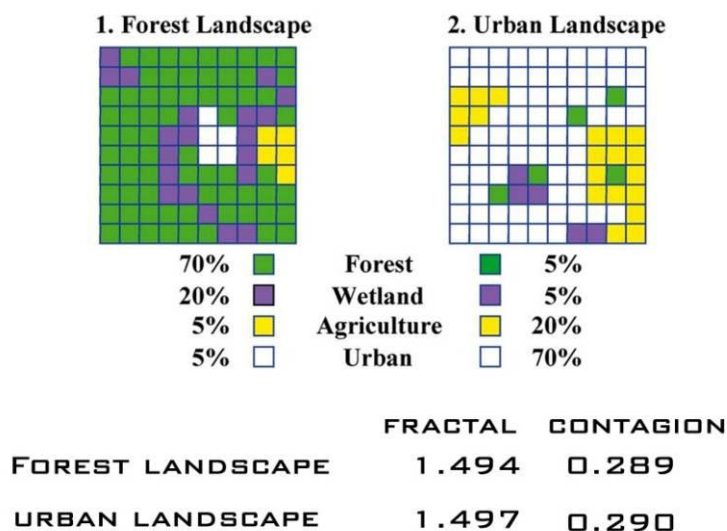 1. Forest Landscape 2. Urban Landscape
70% Forest 5%
20% Wetland 5%
5% Agriculture 20%
5% Urban 70%
FRACTAL CONTAGION
FOREST LANDSCAPE 1.494 0.289
URBAN LANDSCAPE 1.497 0.290